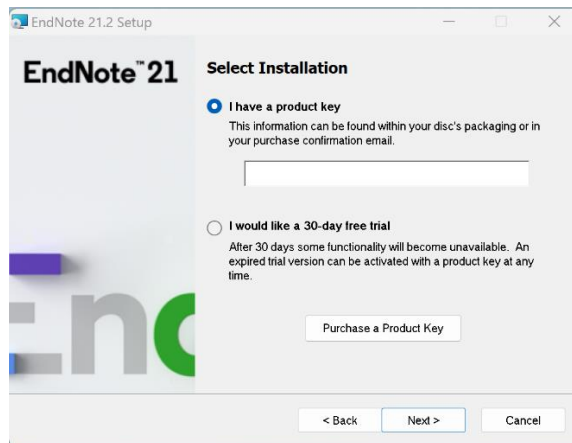 EndNote 21.2 Setup
EndNote™21
Select Installation
I have a product key
This information can be found within your disc's packaging or in
your purchase confirmation email.
I would like a 30-day free trial
After 30 days some functionality will become unavailable. An
expired trial version can be activated with a product key at any
time.
Purchase a Product Key
< Back
Next >
Cancel